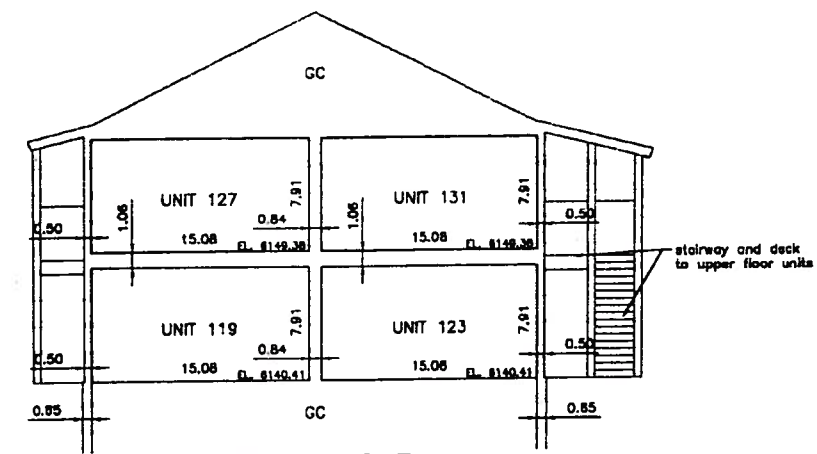 GC
UNIT 127
7.91
1.06
0.84
15.08
EL. 6149.38
UNIT 131
7.91
1.06
15.08
EL. 6149.38
0.50
0.50
stairway and deck
to upper floor units
UNIT 119
7.91
0.84
15.08
EL. 6140.41
UNIT 123
7.91
15.06
EL. 6140.41
0.50
0.50
0.85
GC
0.85